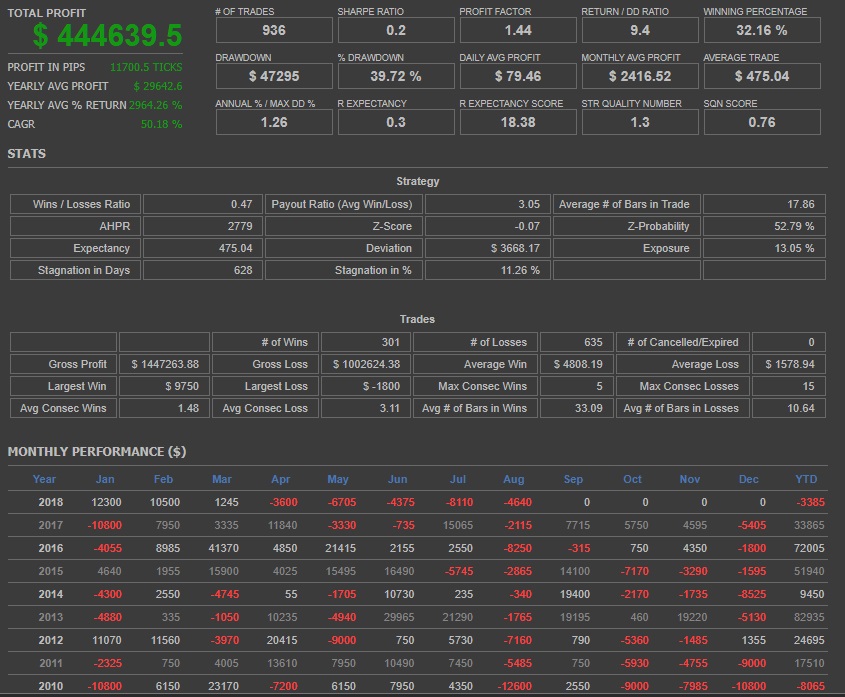 TOTAL PROFIT
$ 444639.5
PROFIT IN PIPS 11700.5 TICKS
YEARLY AVG PROFIT $ 29642.6
YEARLY AVG % RETURN 2964.26 %
CAGR 50.18 %
# OF TRADES SHARPE RATIO PROFIT FACTOR RETURN / DD RATIO WINNING PERCENTAGE
936 0.2 1.44 9.4 32.16 %
DRAWDOWN % DRAWDOWN DAILY AVG PROFIT MONTHLY AVG PROFIT AVERAGE TRADE
$ 47295 39.72 % $ 79.46 $ 2416.52 $ 475.04
ANNUAL % / MAX DD % R EXPECTANCY R EXPECTANCY SCORE STR QUALITY NUMBER SQN SCORE
1.26 0.3 18.38 1.3 0.76
STATS
Strategy
Wins / Losses Ratio 0.47 Payout Ratio (Avg Win/Loss) 3.05 Average # of Bars in Trade 17.86
AHPR 2779 Z-Score -0.07 Z-Probability 52.79 %
Expectancy 475.04 Deviation $ 3668.17 Exposure 13.05 %
Stagnation in Days 628 Stagnation in % 11.26 %
Trades
# of Wins 301 # of Losses 635 # of Cancelled/Expired 0
Gross Profit $ 1447263.88 Gross Loss $ 1002624.38 Average Win $ 4808.19 Average Loss $ 1578.94
Largest Win $ 9750 Largest Loss $ -1800 Max Consec Wins 5 Max Consec Losses 15
Avg Consec Wins 1.48 Avg Consec Loss 3.11 Avg # of Bars in Wins 33.09 Avg # of Bars in Losses 10.64
MONTHLY PERFORMANCE ($)
Year Jan Feb Mar Apr May Jun Jul Aug Sep Oct Nov Dec YTD
2018 12300 10500 1245 -3600 -6705 -4375 -8110 -4640 0 0 0 0 -3385
2017 -10800 7950 3335 11840 -3330 -735 15065 -2115 7715 5750 4595 -5405 33865
2016 -4055 8985 41370 4850 21415 2155 2550 -8250 -315 750 4350 -1800 72005
2015 4640 1955 15900 4025 15495 16490 -5745 -2865 14100 -7170 -3290 -1595 51940
2014 -4300 2550 -4745 55 -1705 10730 235 -340 19400 -2170 -1735 -8525 9450
2013 -4880 335 -1050 10235 -4940 29965 21290 -1765 19195 460 19220 -5130 82935
2012 11070 11560 -3970 20415 -9000 750 5730 -7160 790 -5360 -1485 1355 24695
2011 -2325 750 4005 13610 7950 10490 7450 -5485 750 -5930 -4755 -9000 17510
2010 -10800 6150 23170 -7200 6150 7950 4350 -12600 2550 -9000 -7985 -10800 -8065